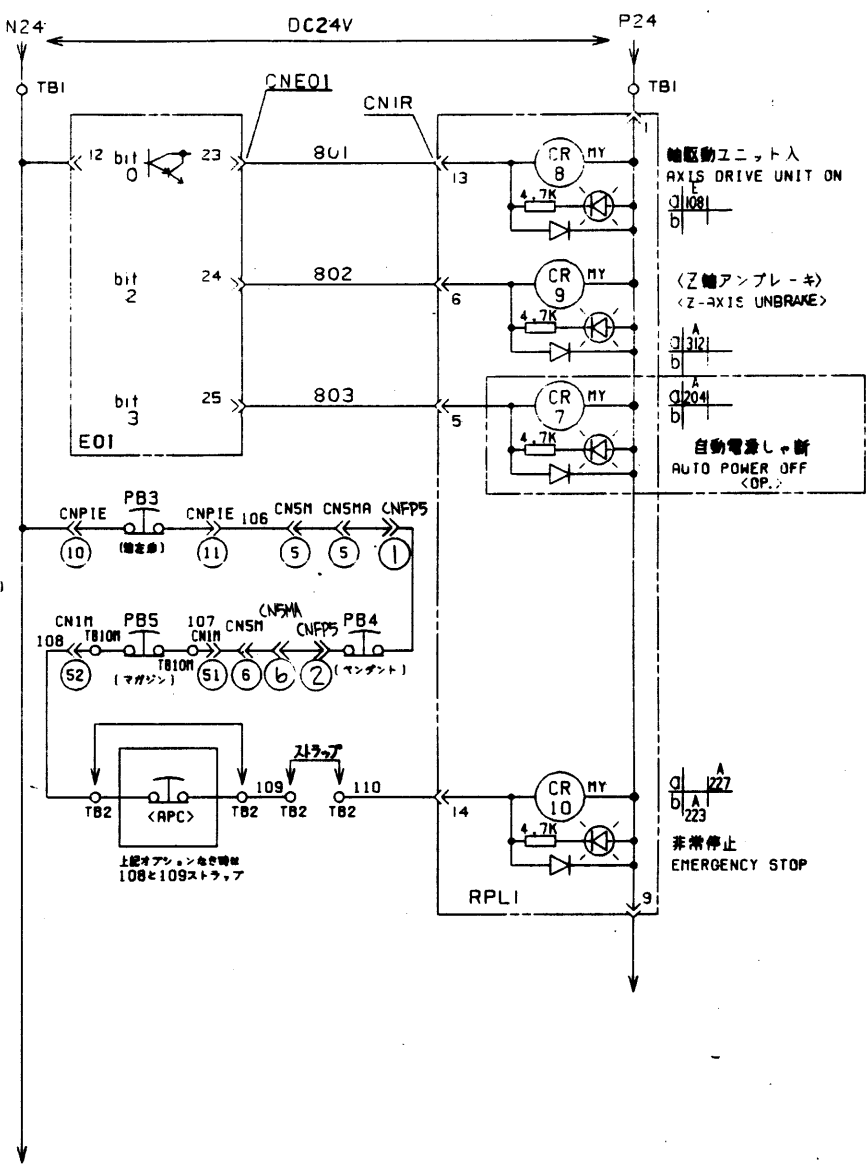 N24
DC24V
P24
TB1
TB1
CNE01
CN1R
1
12
bit
0
23
801
13
CR
8
MY
4.7K
軸駆動ユニット入
AXIS DRIVE UNIT ON
a
E
108
b
bit
2
24
802
6
CR
9
MY
4.7K
〈Z軸アンブレーキ〉
<Z-AXIS UNBRAKE>
a
A
312
b
bit
3
25
803
5
CR
7
MY
4.7K
a
A
204
b
E01
自動電源しゃ断
AUTO POWER OFF
<OP.>
CNP1E
10
PB3
CNP1E
11
106
CN5M
5
CN5MA
5
CNFP5
1
108
CN1M
52
TB10M
PB5
(マガジン)
TB10M
107
CN1M
51
CN5M
6
CN5MA
6
CNFP5
2
PB4
(ペンダント)
ストラップ
TB2
<APC>
TB2
109
TB2
TB2
110
14
CR
10
MY
4.7K
a
A
227
b
A
223
非常停止
EMERGENCY STOP
上記オプションなき時は
108と109ストラップ
RPL1
9